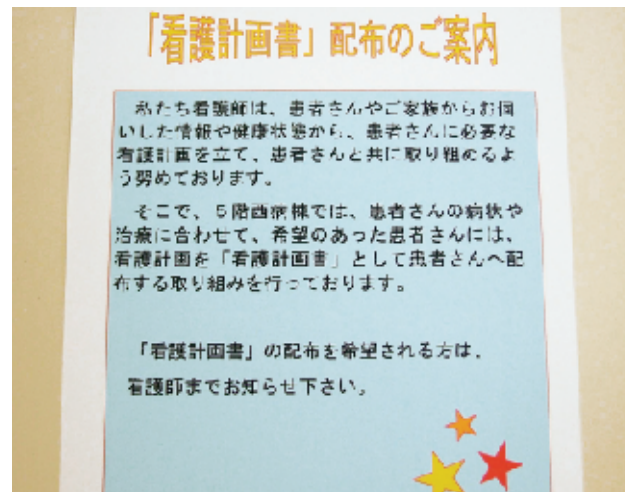 「看護計画書」配布のご案内
私たち看護師は、患者さんやご家族からお伺
いした情報や健康状態から、患者さんに必要な
看護計画を立て、患者さんと共に取り組めるよ
う努めております。
そこで、５階西病棟では、患者さんの病状や
治療に合わせて、希望のあった患者さんには、
看護計画を「看護計画書」として患者さんへ配
布する取り組みを行っております。
「看護計画書」の配布を希望される方は、
看護師までお知らせ下さい。